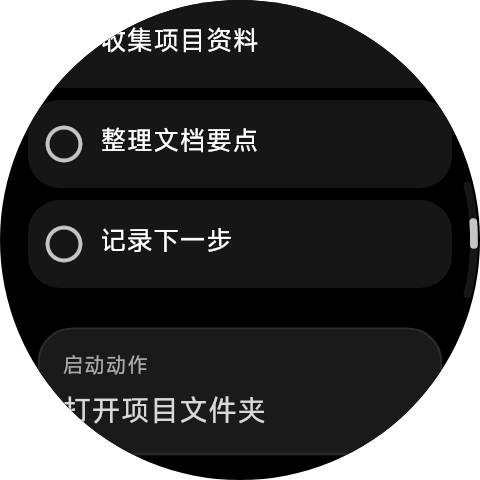 收集项目资料
整理文档要点
记录下一步
启动动作
打开项目文件夹